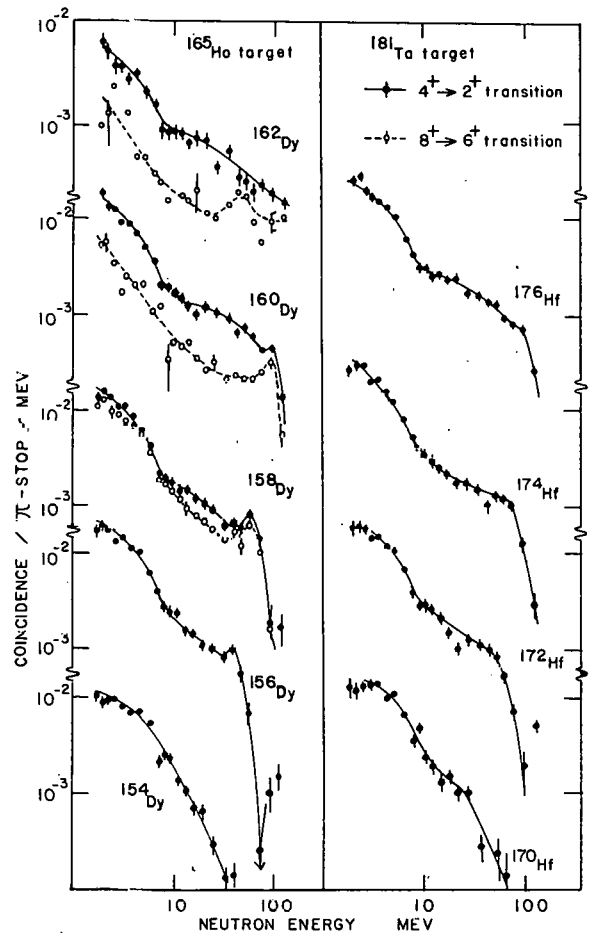 10⁻²
¹⁶⁵Ho target
¹⁸¹Ta target
4⁺→2⁺ transition
8⁺→6⁺ transition
10⁻³
¹⁶²Dy
10⁻²
10⁻³
¹⁶⁰Dy
¹⁷⁶Hf
10⁻²
10⁻³
¹⁵⁸Dy
¹⁷⁴Hf
10⁻²
10⁻³
¹⁵⁶Dy
¹⁷²Hf
10⁻²
10⁻³
¹⁵⁴Dy
¹⁷⁰Hf
COINCIDENCE / π-STOP / MEV
10 100 10 100
NEUTRON ENERGY MEV